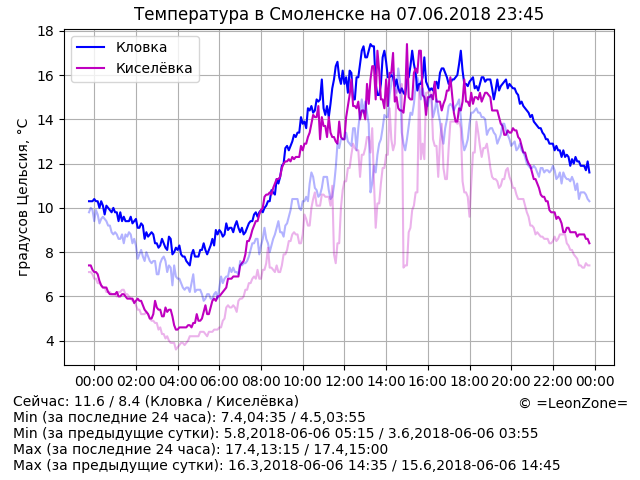 Температура в Смоленске на 07.06.2018 23:45
градусов Цельсия, °C
18
16
14
12
10
8
6
4
Кловка
Киселёвка
00:00 02:00 04:00 06:00 08:00 10:00 12:00 14:00 16:00 18:00 20:00 22:00 00:00
Сейчас: 11.6 / 8.4 (Кловка / Киселёвка)
© =LeonZone=
Min (за последние 24 часа): 7.4,04:35 / 4.5,03:55
Min (за предыдущие сутки): 5.8,2018-06-06 05:15 / 3.6,2018-06-06 03:55
Max (за последние 24 часа): 17.4,13:15 / 17.4,15:00
Max (за предыдущие сутки): 16.3,2018-06-06 14:35 / 15.6,2018-06-06 14:45